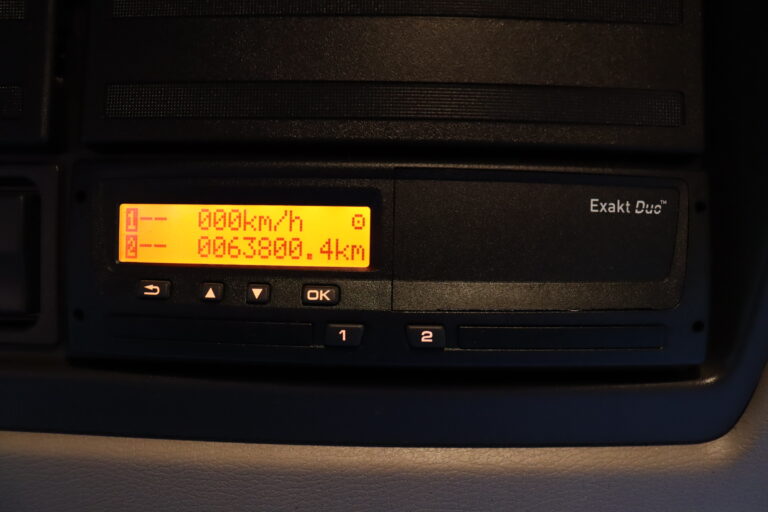 Exakt Duo™
1-- 000km/h
2-- 0063800.4km
OK
1 2